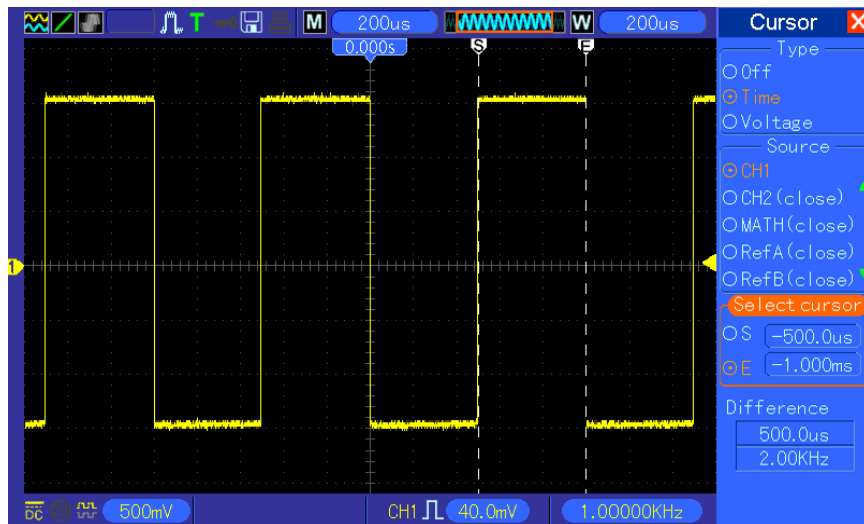 T M 200us W 200us Cursor
0.000s
S E
Type
Off
Time
Voltage
Source
CH1
CH2(close)
MATH(close)
RefA(close)
RefB(close)
1
Select cursor
S -500.0us
E -1.000ms
Difference
500.0us
2.00KHz
DC 500mV CH1 40.0mV 1.00000KHz